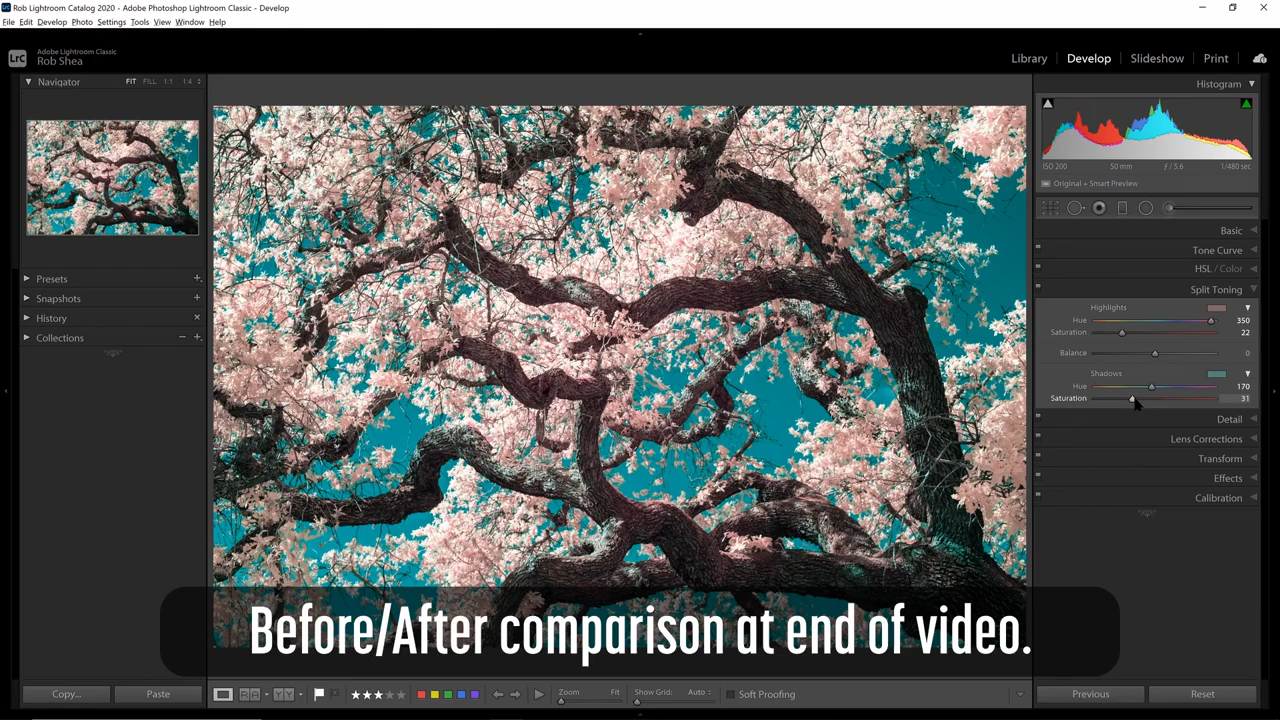 Rob Lightroom Catalog 2020 - Adobe Photoshop Lightroom Classic - Develop
File Edit Develop Photo Settings Tools View Window Help
LrC Adobe Lightroom Classic
Rob Shea
Library | Develop | Slideshow | Print
Navigator FIT FILL 1:1 1:4
Histogram
ISO 200 50 mm ƒ / 5.6 1/480 sec
Original + Smart Preview
Basic
Tone Curve
HSL / Color
Presets
Split Toning
Snapshots
Highlights
History
Hue 350
Saturation 22
Collections
Balance 0
Shadows
Hue 170
Saturation 31
Detail
Lens Corrections
Transform
Effects
Calibration
Before/After comparison at end of video.
Copy... Paste
Zoom Fit Show Grid: Auto Soft Proofing
Previous Reset